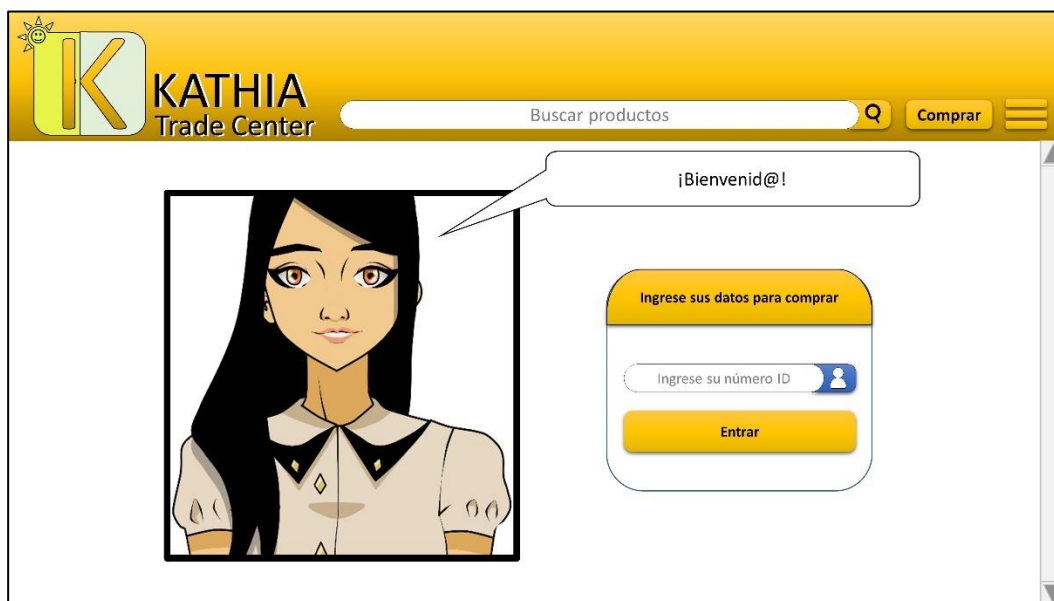 K
KATHIA
Trade Center
Buscar productos
Comprar
¡Bienvenid@!
Ingrese sus datos para comprar
Ingrese su número ID
Entrar